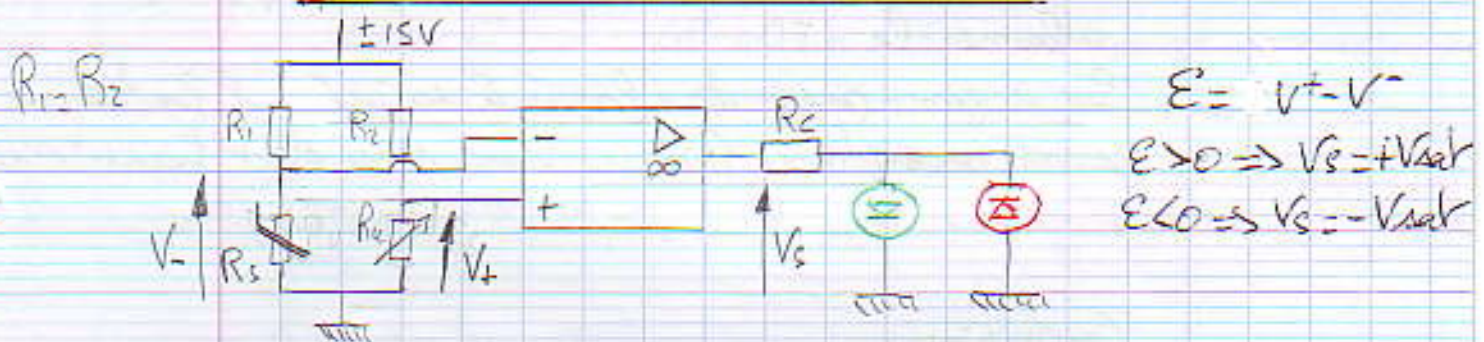 ±15V
R1=R2
R1
R2
-
▷
∞
+
Rc
V-
R3
R4
V+
Vs
Ɛ= V+-V-
Ɛ>0 => Vs=+Vsat
Ɛ<0 => Vs=-Vsat